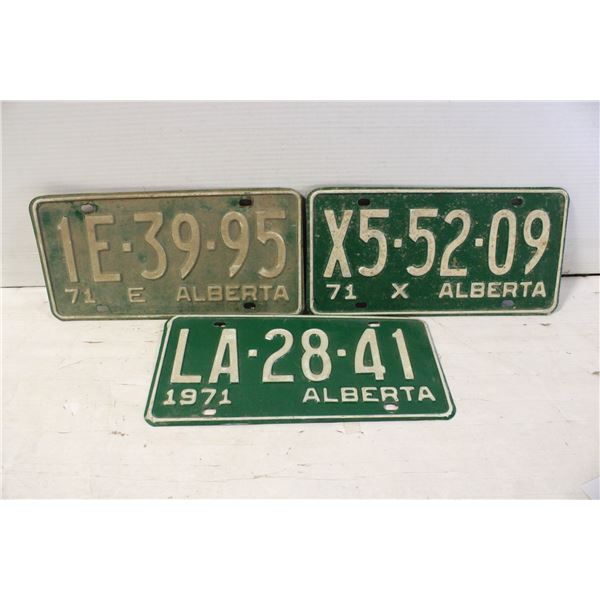 1E·39·95
71 E ALBERTA
X5·52·09
71 X ALBERTA
LA·28·41
1971 ALBERTA